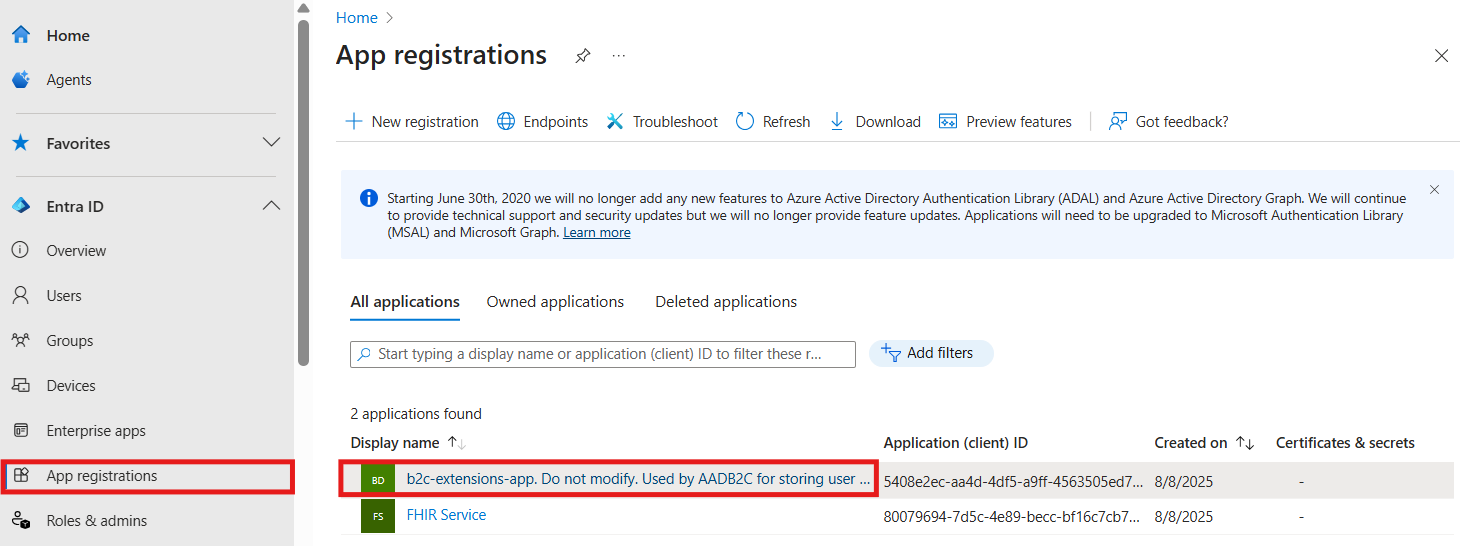 Home
Agents
Favorites
Entra ID
Overview
Users
Groups
Devices
Enterprise apps
App registrations
Roles & admins
Home
App registrations
...
New registration Endpoints Troubleshoot Refresh Download Preview features Got feedback?
Starting June 30th, 2020 we will no longer add any new features to Azure Active Directory Authentication Library (ADAL) and Azure Active Directory Graph. We will continue
to provide technical support and security updates but we will no longer provide feature updates. Applications will need to be upgraded to Microsoft Authentication Library
(MSAL) and Microsoft Graph. Learn more
All applications Owned applications Deleted applications
Start typing a display name or application (client) ID to filter these r...
Add filters
2 applications found
Display name Application (client) ID Created on Certificates & secrets
BD b2c-extensions-app. Do not modify. Used by AADB2C for storing user ... 5408e2ec-aa4d-4df5-a9ff-4563505ed7... 8/8/2025 -
FS FHIR Service 80079694-7d5c-4e89-becc-bf16c7cb7... 8/8/2025 -